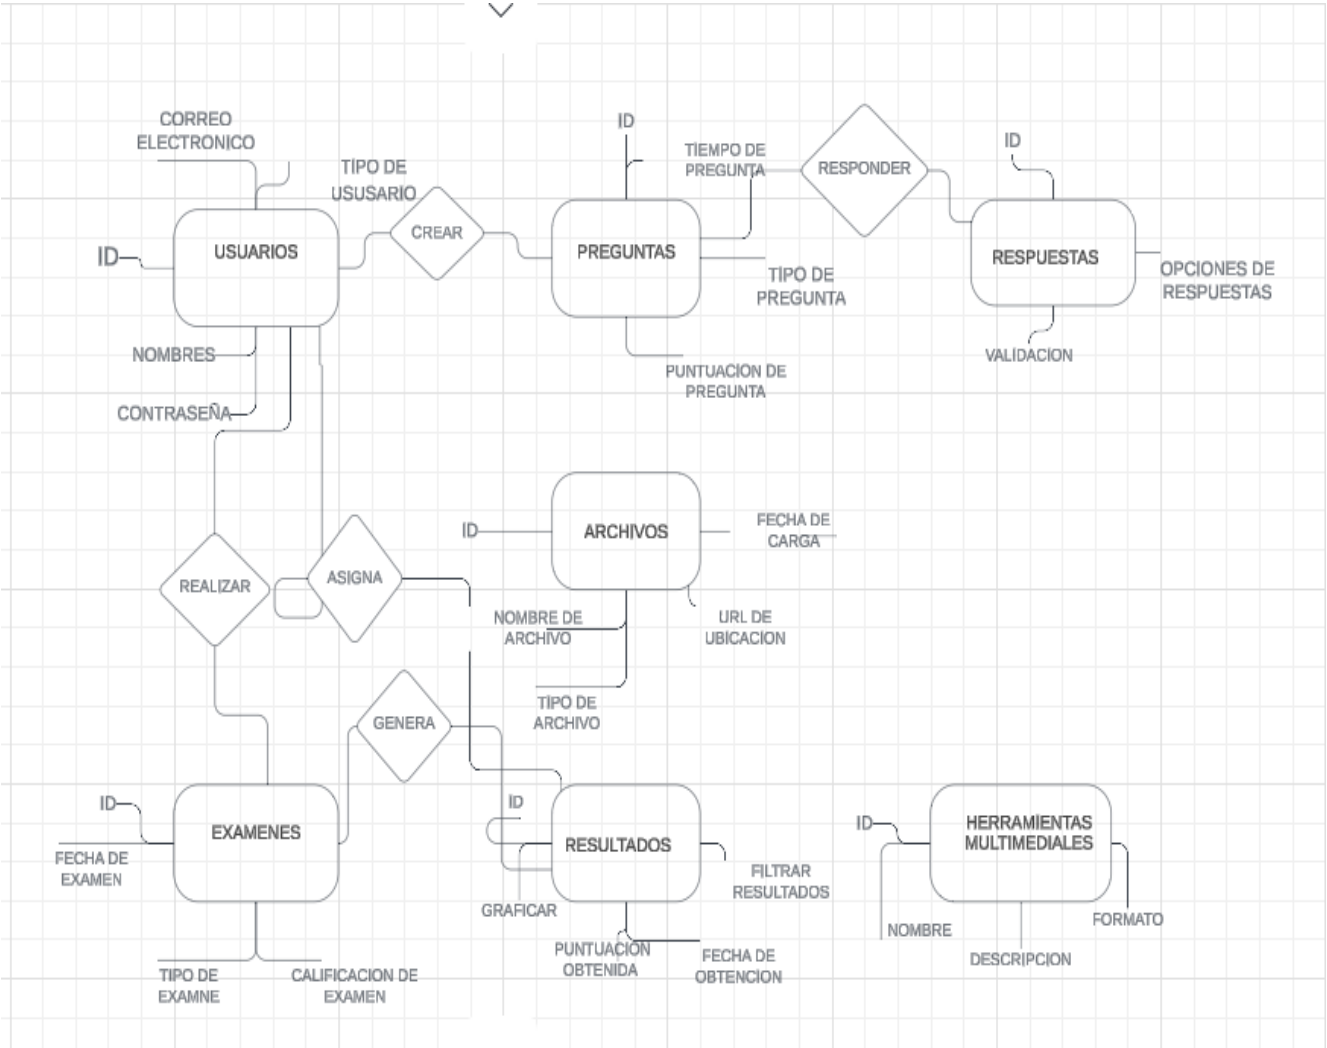 CORREO
ELECTRONICO
TIPO DE
USUSARIO
ID
USUARIOS
NOMBRES
CONTRASEÑA
CREAR
ID
PREGUNTAS
TIEMPO DE
PREGUNTA
TIPO DE
PREGUNTA
PUNTUACION DE
PREGUNTA
RESPONDER
ID
RESPUESTAS
OPCIONES DE
RESPUESTAS
VALIDACION
REALIZAR
ASIGNA
ID
ARCHIVOS
FECHA DE
CARGA
NOMBRE DE
ARCHIVO
URL DE
UBICACION
TIPO DE
ARCHIVO
GENERA
ID
EXAMENES
FECHA DE
EXAMEN
TIPO DE
EXAMNE
CALIFICACION DE
EXAMEN
ID
RESULTADOS
GRAFICAR
FILTRAR
RESULTADOS
PUNTUACION
OBTENIDA
FECHA DE
OBTENCION
ID
HERRAMIENTAS
MULTIMEDIALES
NOMBRE
DESCRIPCION
FORMATO